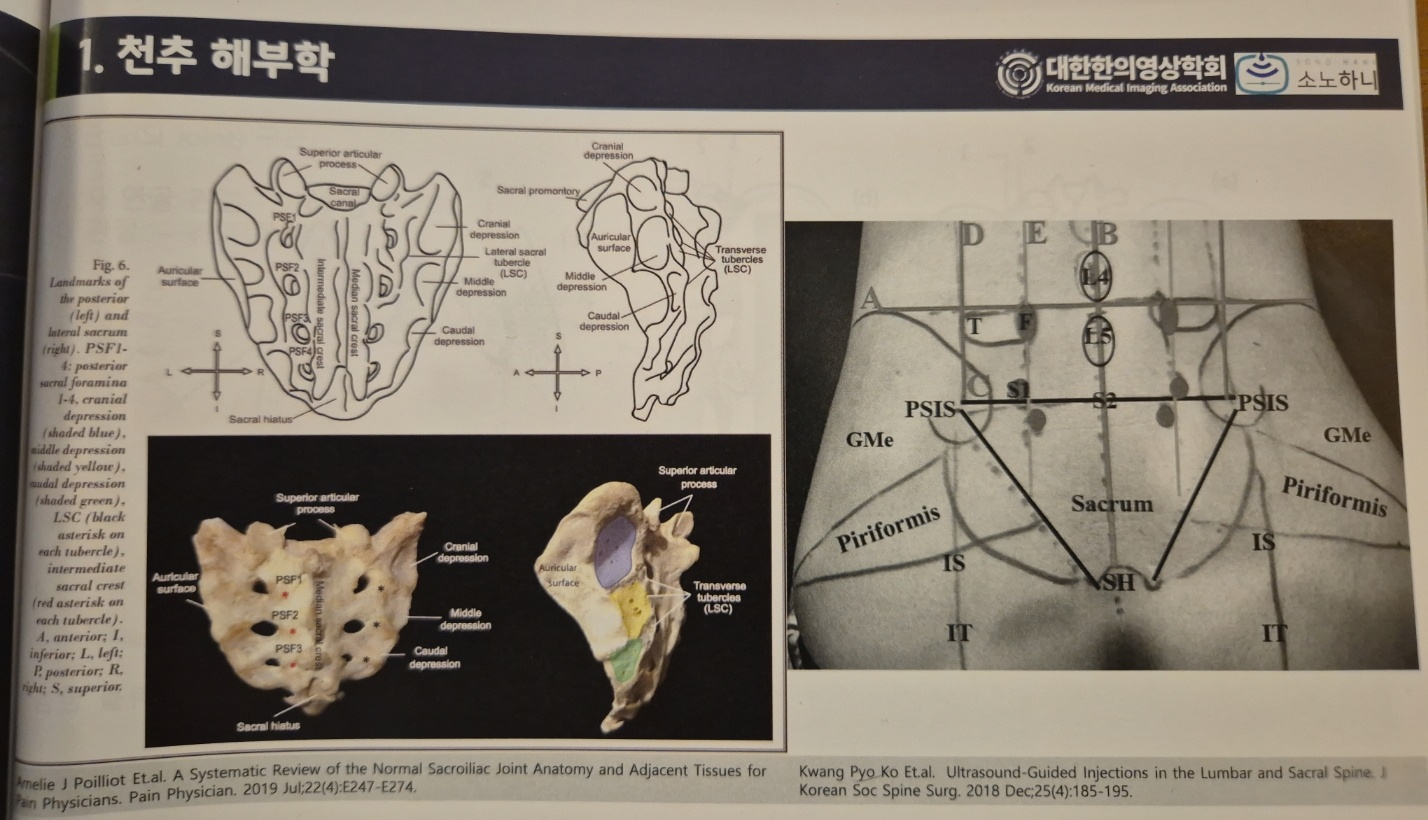 1. 천추 해부학
대한한의영상학회
Korean Medical Imaging Association
소노하니
Fig. 6.
Landmarks of
the posterior
(left) and
lateral sacrum
(right). PSF1-
4: posterior
sacral foramina
1-4, cranial
depression
(shaded blue),
middle depression
(shaded yellow),
caudal depression
(shaded green),
LSC (black
asterisk on
each tubercle),
intermediate
sacral crest
(red asterisk on
each tubercle).
A, anterior; I,
inferior; L, left;
P, posterior; R,
right; S, superior.
Superior articular
process
Sacral
canal
PSF1
PSF2
PSF3
PSF4
Auricular
surface
Intermediate sacral crest
Median sacral crest
Cranial
depression
Lateral sacral
tubercle
(LSC)
Middle
depression
Caudal
depression
Sacral hiatus
S
L
R
I
Cranial
depression
Sacral promontory
Auricular
surface
Middle
depression
Caudal
depression
Transverse
tubercles
(LSC)
S
A
P
I
Superior articular
process
Auricular
surface
PSF1
PSF2
PSF3
Median sacral crest
Cranial
depression
Middle
depression
Caudal
depression
Sacral hiatus
Superior articular
process
Auricular
surface
Transverse
tubercles
(LSC)
D
E
B
L4
A
T
F
L5
C
S1
S2
PSIS
PSIS
GMe
GMe
Sacrum
Piriformis
Piriformis
IS
IS
SH
IT
IT
Amelie J Poilliot Et.al. A Systematic Review of the Normal Sacroiliac Joint Anatomy and Adjacent Tissues for
Pain Physicians. Pain Physician. 2019 Jul;22(4):E247-E274.
Kwang Pyo Ko Et.al. Ultrasound-Guided Injections in the Lumbar and Sacral Spine. J
Korean Soc Spine Surg. 2018 Dec;25(4):185-195.